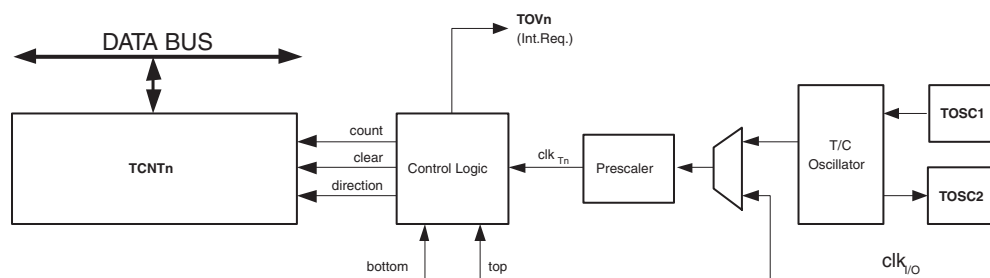 TOVn
(Int.Req.)
DATA BUS
TCNTn
count
clear
direction
Control Logic
clk Tn
Prescaler
T/C
Oscillator
TOSC1
TOSC2
bottom
top
clk I/O